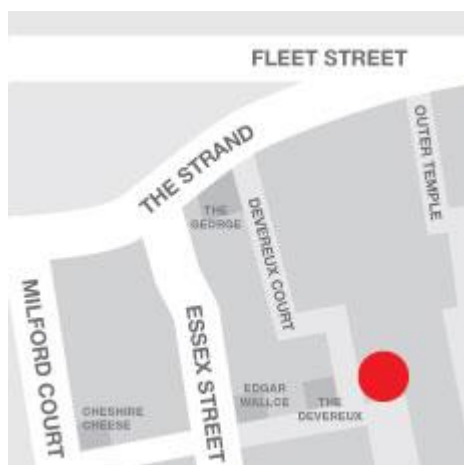 FLEET STREET
THE STRAND
OUTER TEMPLE
THE
GEORGE
DEVEREUX COURT
MILFORD COURT
ESSEX STREET
EDGAR
WALLCE
THE
DEVEREUX
CHESHIRE
CHEESE